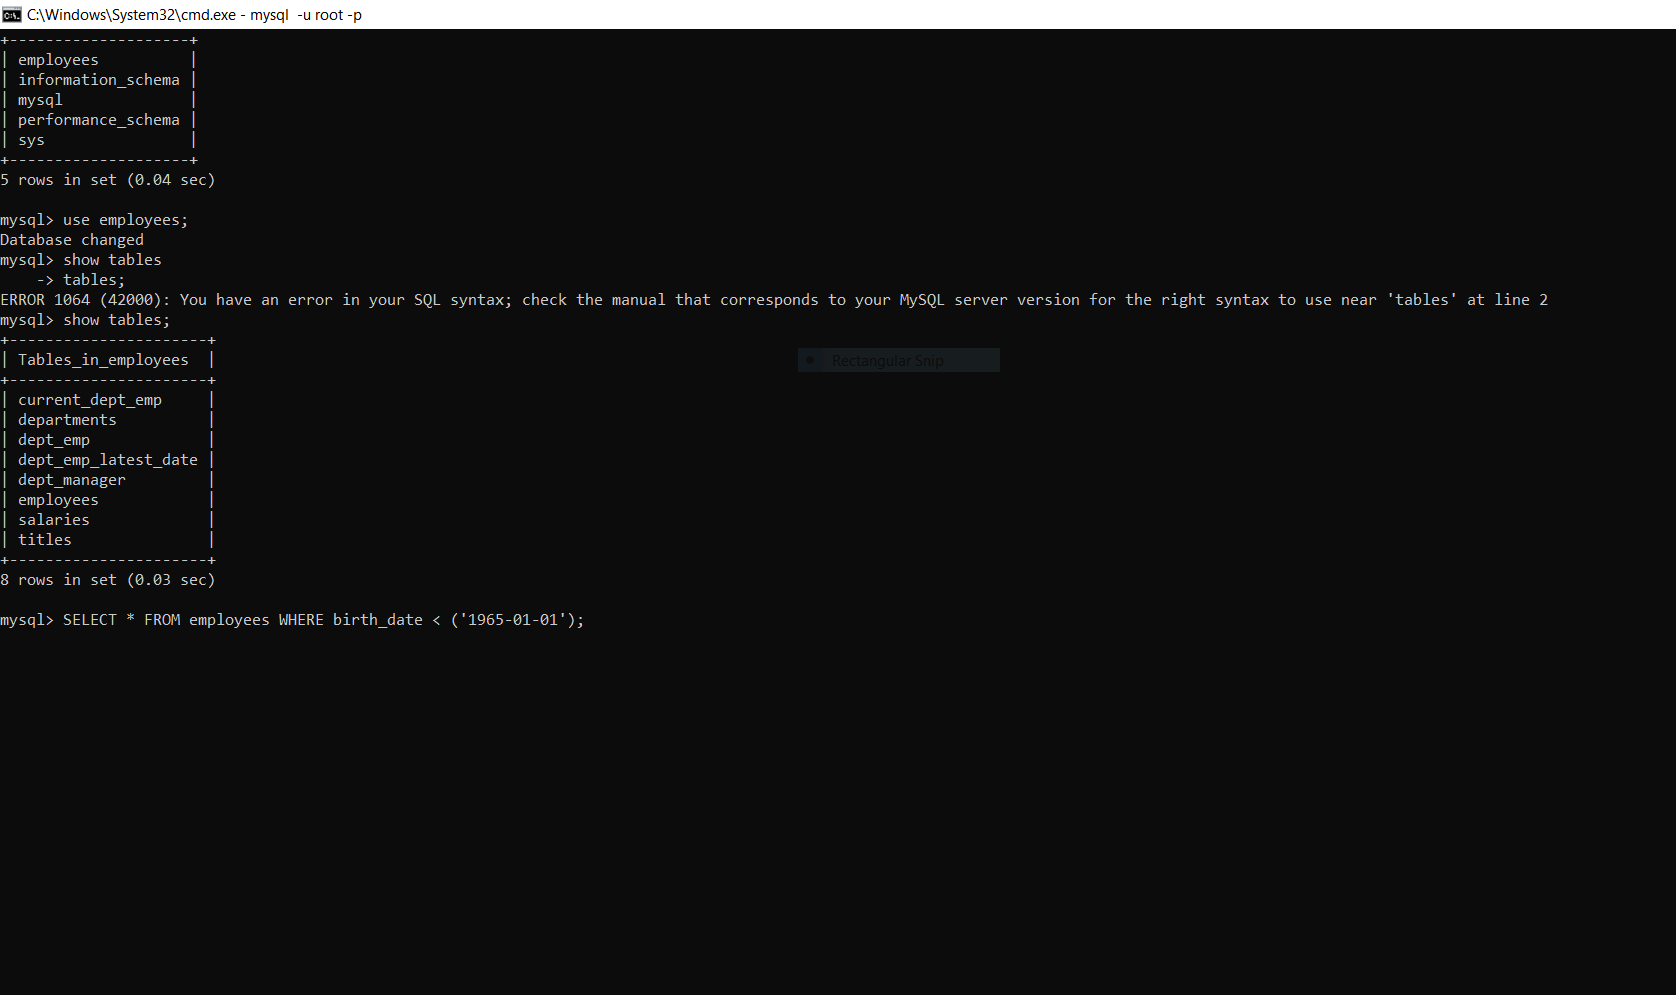 C:\Windows\System32\cmd.exe - mysql  -u root -p
+--------------------+
| employees          |
| information_schema |
| mysql              |
| performance_schema |
| sys                |
+--------------------+
5 rows in set (0.04 sec)

mysql> use employees;
Database changed
mysql> show tables
    -> tables;
ERROR 1064 (42000): You have an error in your SQL syntax; check the manual that corresponds to your MySQL server version for the right syntax to use near 'tables' at line 2
mysql> show tables;
+----------------------+
| Tables_in_employees  |
Rectangular Snip
+----------------------+
| current_dept_emp     |
| departments          |
| dept_emp             |
| dept_emp_latest_date |
| dept_manager         |
| employees            |
| salaries             |
| titles               |
+----------------------+
8 rows in set (0.03 sec)

mysql> SELECT * FROM employees WHERE birth_date < ('1965-01-01');